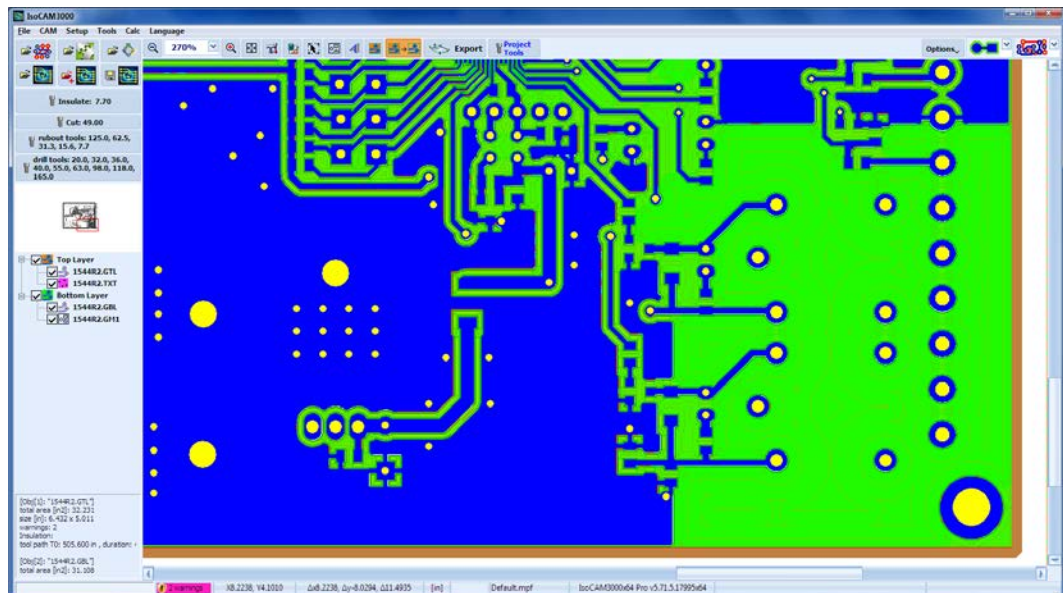 IsoCAM3000
File CAM Setup Tools Calc Language
270% Export Project Tools Options
Insulate: 7.70
Cut: 49.00
rubout tools: 125.0, 62.5,
31.3, 15.6, 7.7
drill tools: 20.0, 32.0, 36.0,
40.0, 55.0, 63.0, 98.0, 118.0,
165.0
Top Layer
1544R2.GTL
1544R2.TXT
Bottom Layer
1544R2.GBL
1544R2.GM1
[Obj[1]: "1544R2.GTL"]
total area [in2]: 32.231
size [in]: 6.432 x 5.011
warnings: 2
Insulation:
tool path T0: 505.600 in , duration:
[Obj[2]: "1544R2.GBL"]
total area [in2]: 31.108
2 warnings X8.2238, Y4.1010 Δx8.2238, Δy-8.0294, Δ11.4935 [in] Default.mpf IsoCAM3000x64 Pro v5.71.5.17995x64